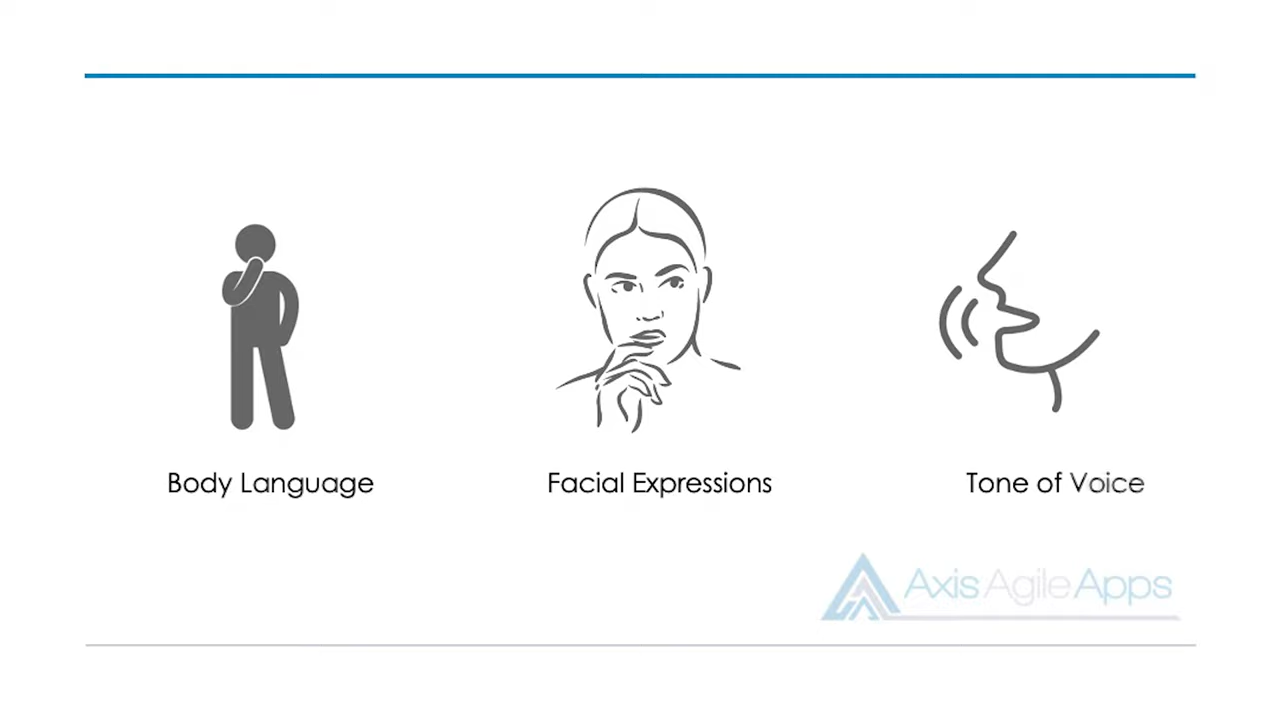 Body Language
Facial Expressions
Tone of Voice
Axis Agile Apps